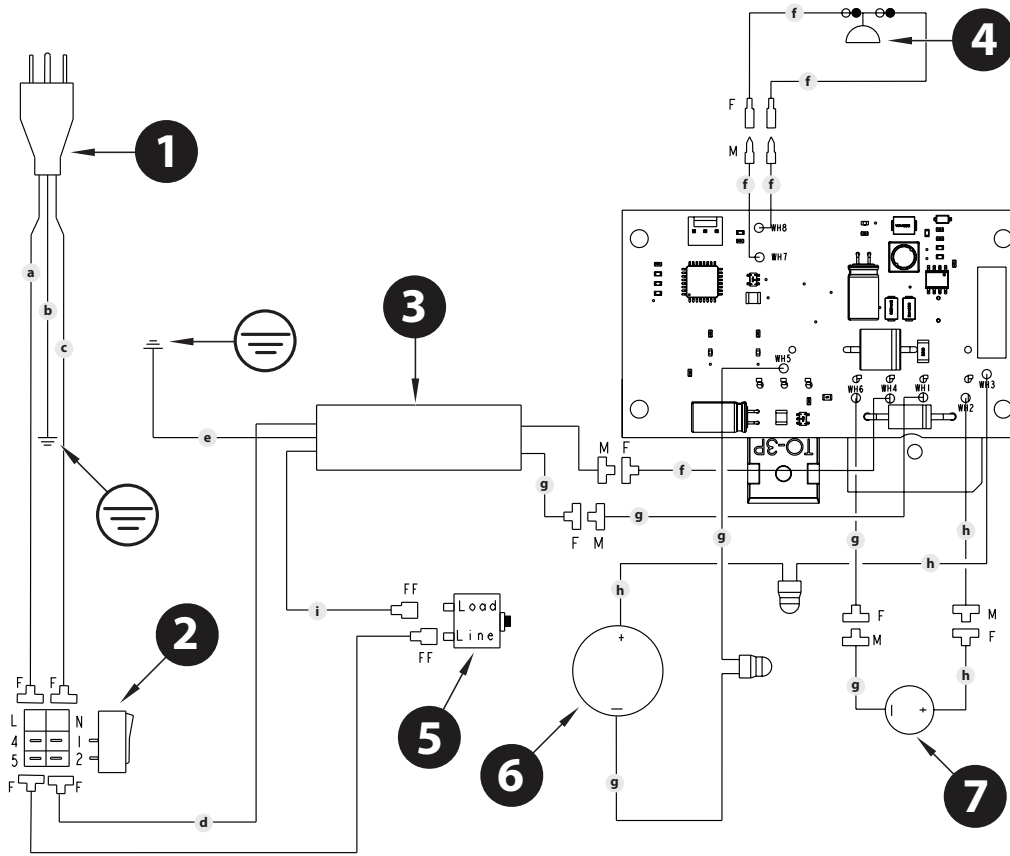 f
4
f
F
M
1
f
f
WH8
WH7
a
3
b
c
WH5
WH3
WH6
WH4
WH1
WH2
e
M
F
f
TO-3P
g
g
F
M
g
g
h
h
h
FF
i
Load
Line
FF
F
M
M
F
2
F
F
L
N
4
1
5
2
F
F
+
–
g
h
–
+
5
6
7
g
d